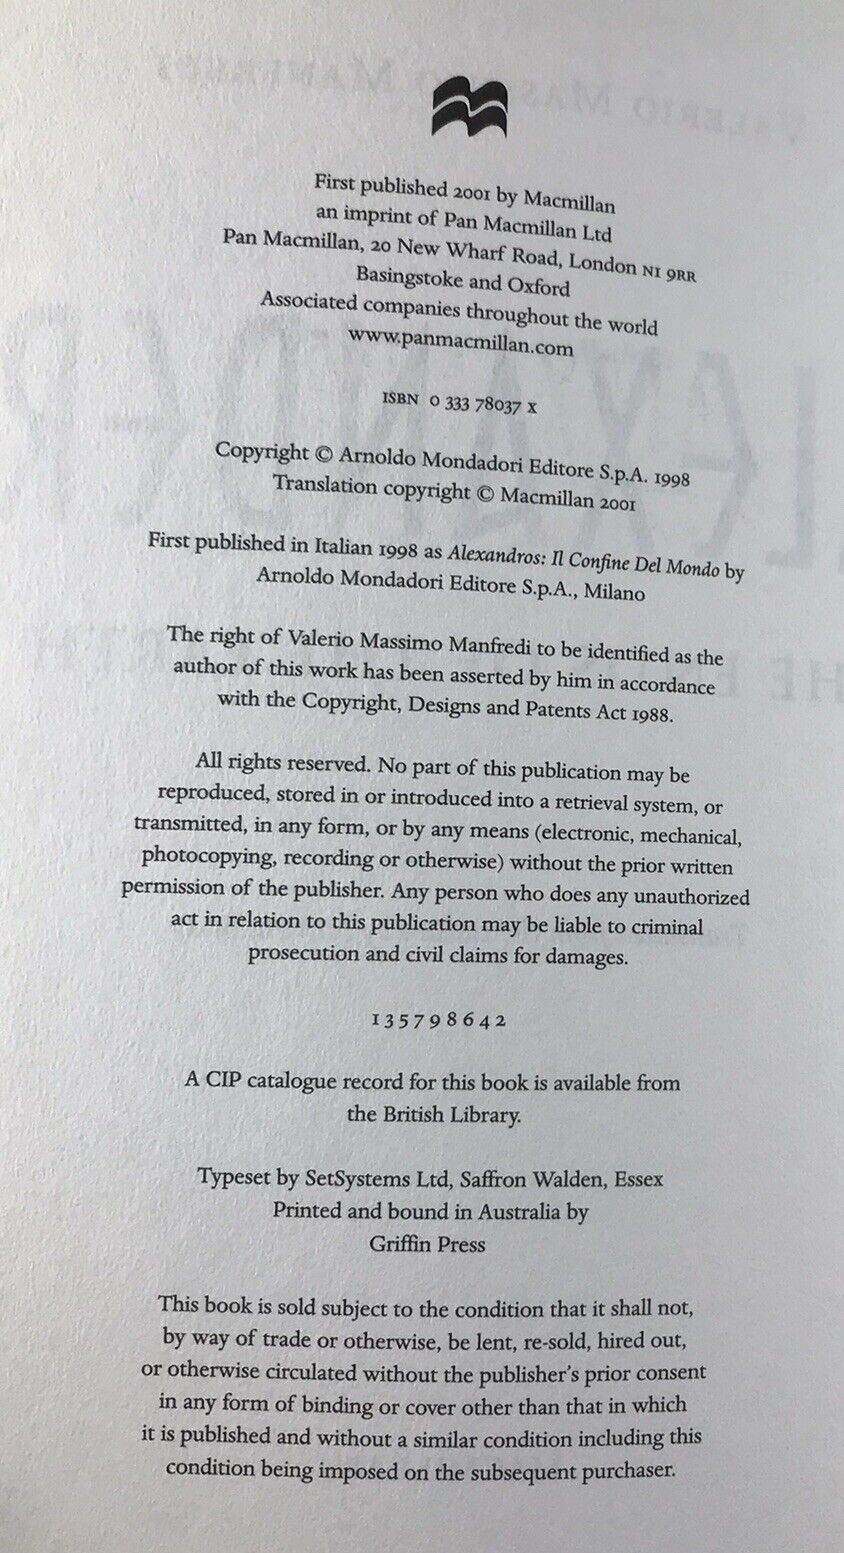 First published 2001 by Macmillan
an imprint of Pan Macmillan Ltd
Pan Macmillan, 20 New Wharf Road, London N1 9RR
Basingstoke and Oxford
Associated companies throughout the world
www.panmacmillan.com
ISBN 0 333 78037 X
Copyright © Arnoldo Mondadori Editore S.p.A. 1998
Translation copyright © Macmillan 2001
First published in Italian 1998 as Alexandros: Il Confine Del Mondo by
Arnoldo Mondadori Editore S.p.A., Milano
The right of Valerio Massimo Manfredi to be identified as the
author of this work has been asserted by him in accordance
with the Copyright, Designs and Patents Act 1988.
All rights reserved. No part of this publication may be
reproduced, stored in or introduced into a retrieval system, or
transmitted, in any form, or by any means (electronic, mechanical,
photocopying, recording or otherwise) without the prior written
permission of the publisher. Any person who does any unauthorized
act in relation to this publication may be liable to criminal
prosecution and civil claims for damages.
1 3 5 7 9 8 6 4 2
A CIP catalogue record for this book is available from
the British Library.
Typeset by SetSystems Ltd, Saffron Walden, Essex
Printed and bound in Australia by
Griffin Press
This book is sold subject to the condition that it shall not,
by way of trade or otherwise, be lent, re-sold, hired out,
or otherwise circulated without the publisher's prior consent
in any form of binding or cover other than that in which
it is published and without a similar condition including this
condition being imposed on the subsequent purchaser.